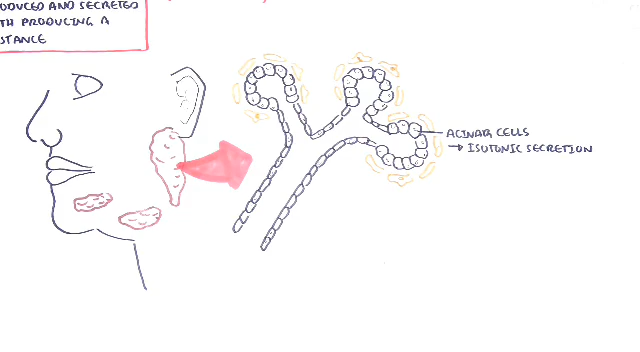 ODUCED AND SECRETED
TH PRODUCING A
STANCE
ACINAR CELLS
→ ISOTONIC SECRETION